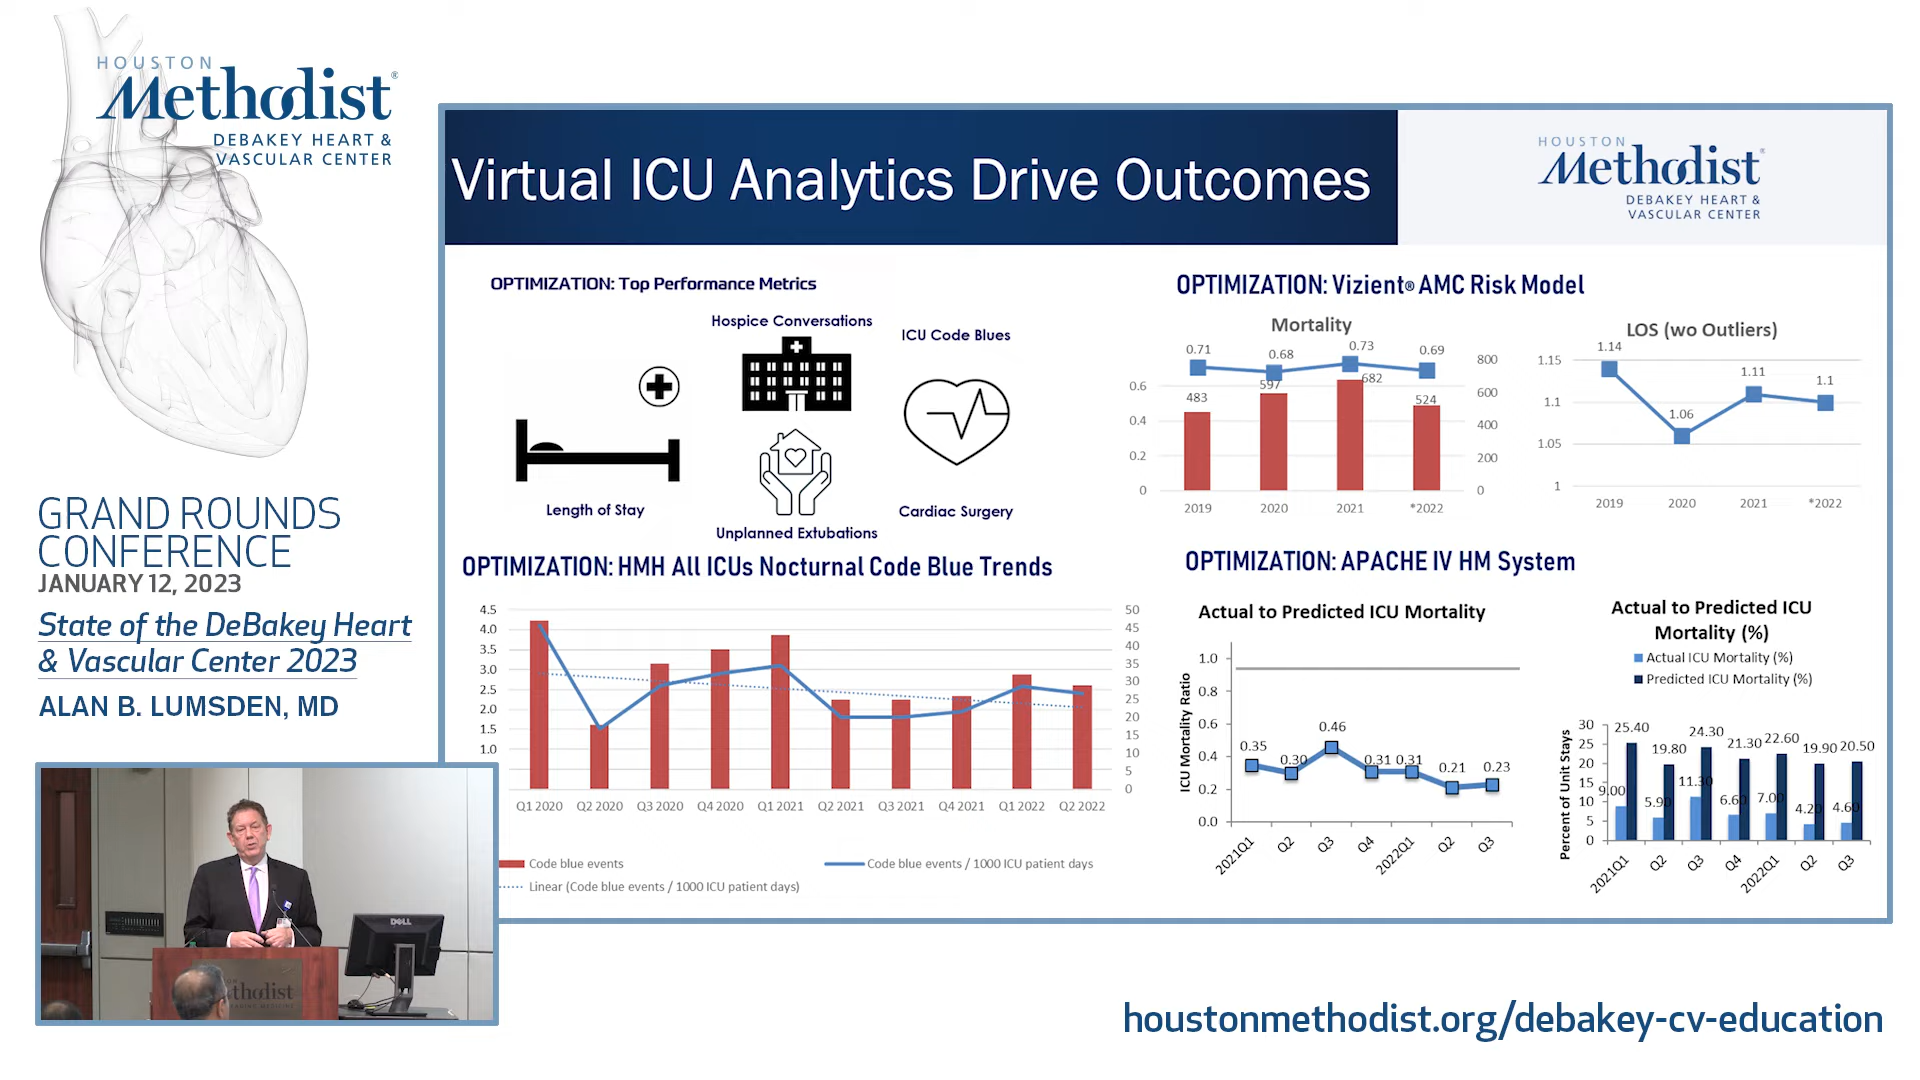 HOUSTON
Methodist®
DEBAKEY HEART &
VASCULAR CENTER
GRAND ROUNDS
CONFERENCE
JANUARY 12, 2023
State of the DeBakey Heart
& Vascular Center 2023
ALAN B. LUMSDEN, MD
Virtual ICU Analytics Drive Outcomes
HOUSTON
Methodist®
DEBAKEY HEART &
VASCULAR CENTER
OPTIMIZATION: Top Performance Metrics
Hospice Conversations
ICU Code Blues
Length of Stay
Unplanned Extubations
Cardiac Surgery
OPTIMIZATION: Vizient® AMC Risk Model
Mortality
0.71 0.68 0.73 0.69
483 597 682 524
0.6
0.4
0.2
0
800
600
400
200
0
2019 2020 2021 *2022
LOS (wo Outliers)
1.14 1.06 1.11 1.1
1.15
1.1
1.05
1
2019 2020 2021 *2022
OPTIMIZATION: HMH All ICUs Nocturnal Code Blue Trends
4.5
4.0
3.5
3.0
2.5
2.0
1.5
1.0
50
45
40
35
30
25
20
15
10
5
0
Q1 2020 Q2 2020 Q3 2020 Q4 2020 Q1 2021 Q2 2021 Q3 2021 Q4 2021 Q1 2022 Q2 2022
Code blue events
Code blue events / 1000 ICU patient days
Linear (Code blue events / 1000 ICU patient days)
OPTIMIZATION: APACHE IV HM System
Actual to Predicted ICU Mortality
ICU Mortality Ratio
1.0
0.8
0.6
0.4
0.2
0.0
0.35 0.30 0.46 0.31 0.31 0.21 0.23
2021Q1 Q2 Q3 Q4 2022Q1 Q2 Q3
Actual to Predicted ICU
Mortality (%)
Actual ICU Mortality (%)
Predicted ICU Mortality (%)
Percent of Unit Stays
30
25
20
15
10
5
0
25.40 19.80 24.30 21.30 22.60 19.90 20.50
9.00 5.90 11.30 6.60 7.00 4.20 4.60
2021Q1 Q2 Q3 Q4 2022Q1 Q2 Q3
DELL
houstonmethodist.org/debakey-cv-education